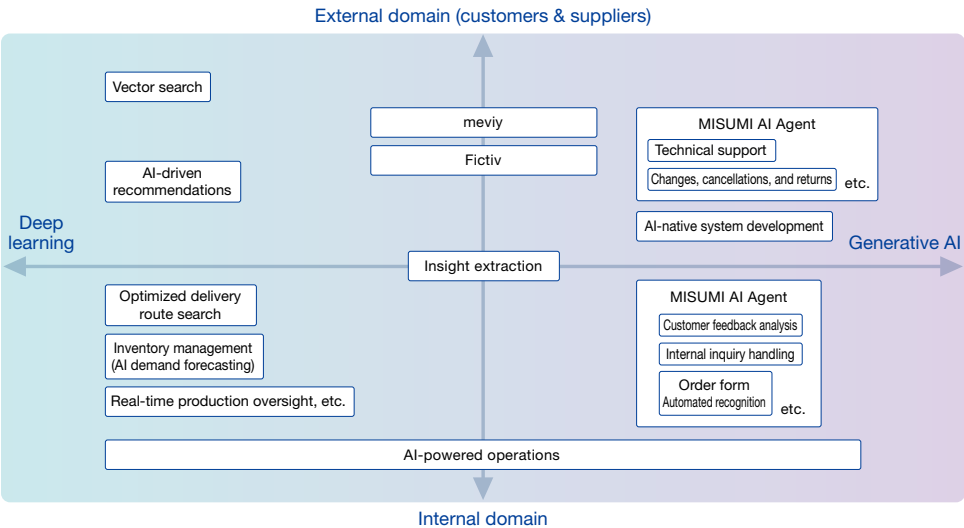 External domain (customers & suppliers)
Vector search
meviy
Fictiv
MISUMI AI Agent
Technical support
Changes, cancellations, and returns
etc.
AI-driven
recommendations
AI-native system development
Deep
learning
Generative AI
Insight extraction
Optimized delivery
route search
Inventory management
(AI demand forecasting)
Real-time production oversight, etc.
MISUMI AI Agent
Customer feedback analysis
Internal inquiry handling
Order form
Automated recognition
etc.
AI-powered operations
Internal domain